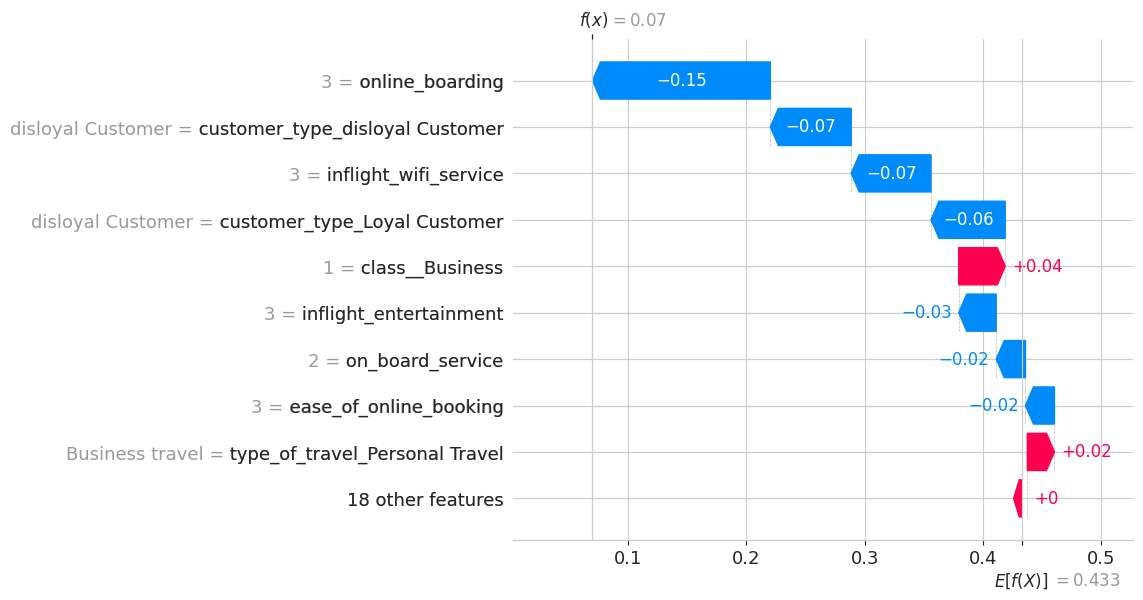 f(x) = 0.07
3 = online_boarding −0.15
disloyal Customer = customer_type_disloyal Customer −0.07
3 = inflight_wifi_service −0.07
disloyal Customer = customer_type_Loyal Customer −0.06
1 = class__Business +0.04
3 = inflight_entertainment −0.03
2 = on_board_service −0.02
3 = ease_of_online_booking −0.02
Business travel = type_of_travel_Personal Travel +0.02
18 other features +0
0.1 0.2 0.3 0.4 0.5
E[f(X)] = 0.433